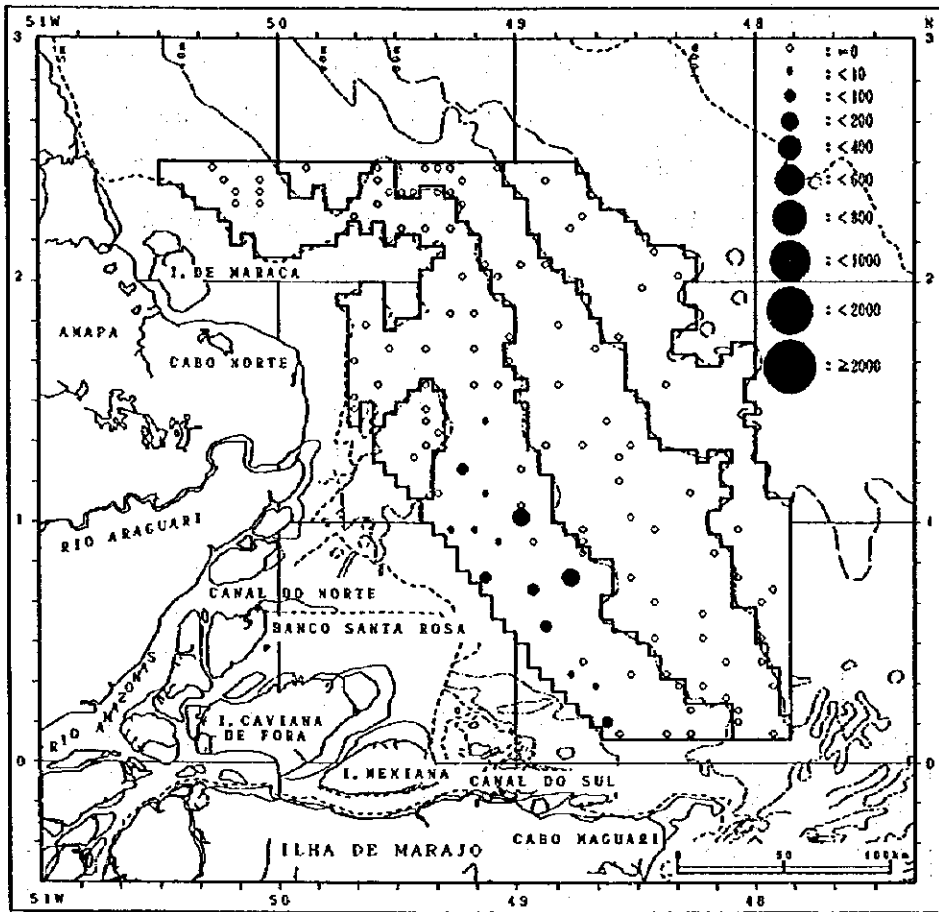 51W 50 49 48 N
3 3
: =0
: <10
: <100
: <200
: <400
: <600
: <800
: <1000
: <2000
: ≥2000
2
I. DE MARACA
AMAPA
CABO NORTE
RIO ARAGUARI
1
CANAL DO NORTE
BANCO SANTA ROSA
RIO AMAZONAS
I. CAVIANA
DE FORA
0 0
I. MEXIANA
CANAL DO SUL
CABO MAGUARI
ILHA DE MARAJO
0 50 100km
51W 50 49 48